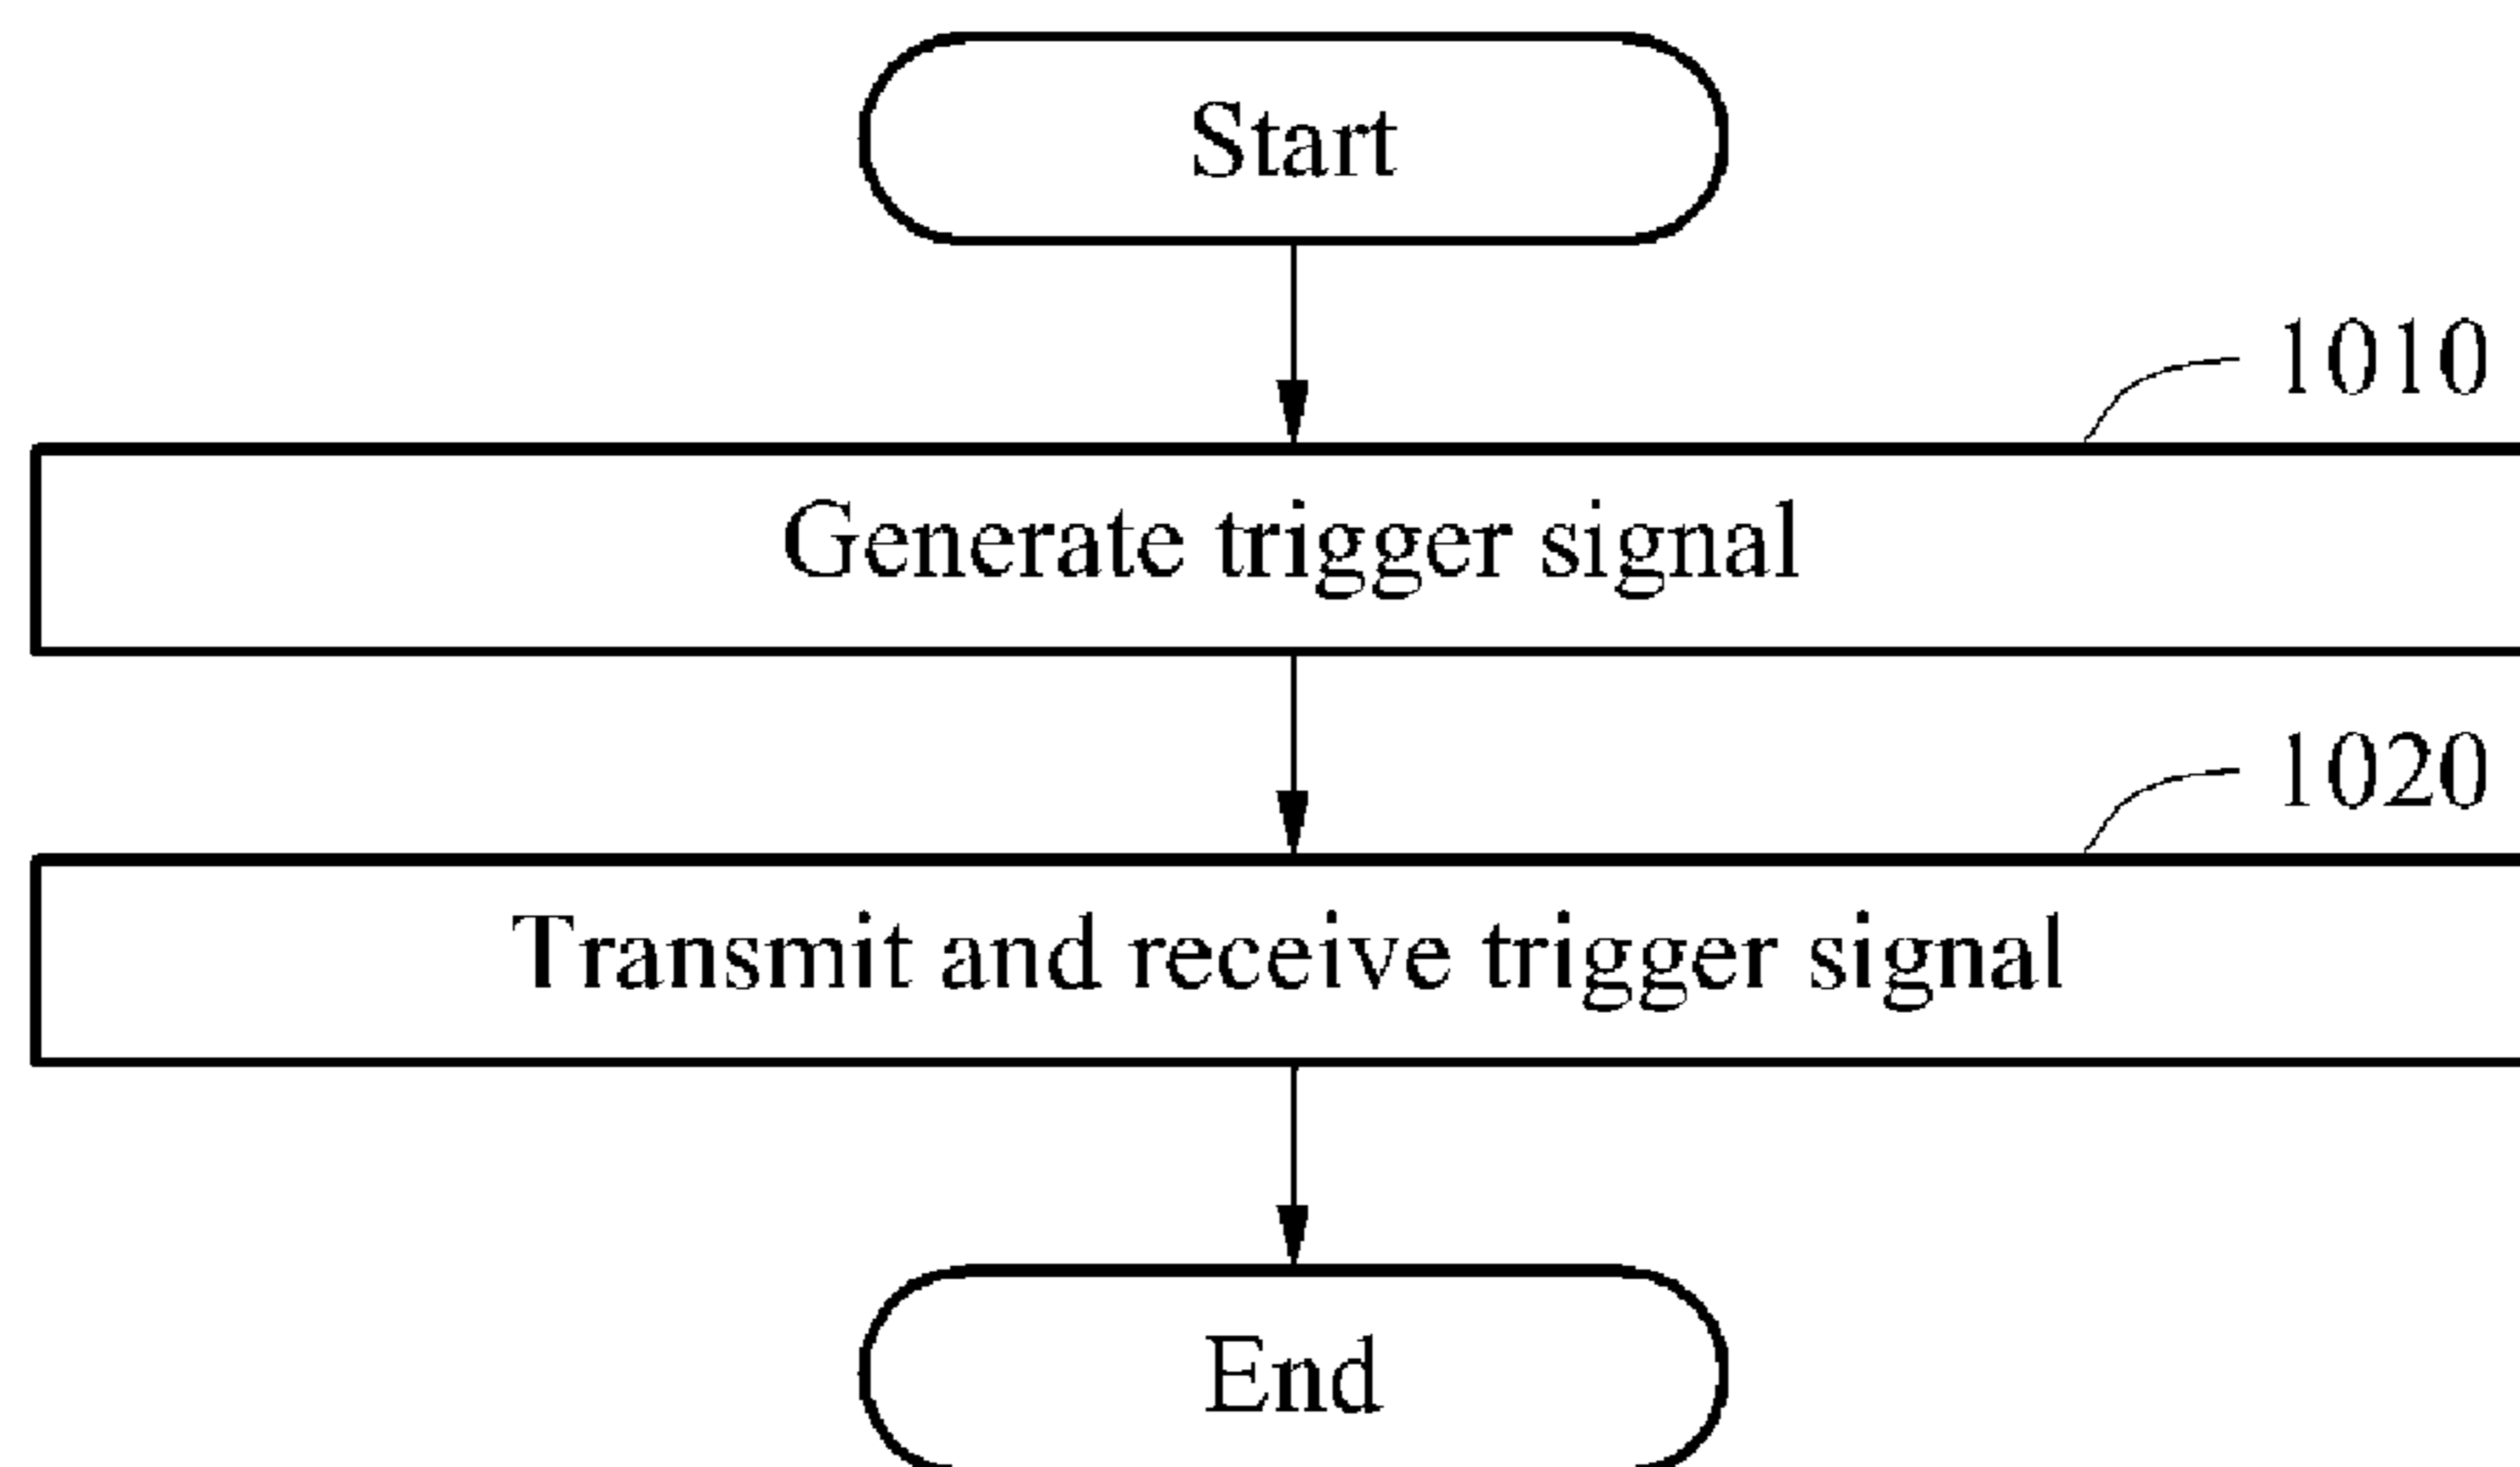 Start
1010
Generate trigger signal
1020
Transmit and receive trigger signal
End